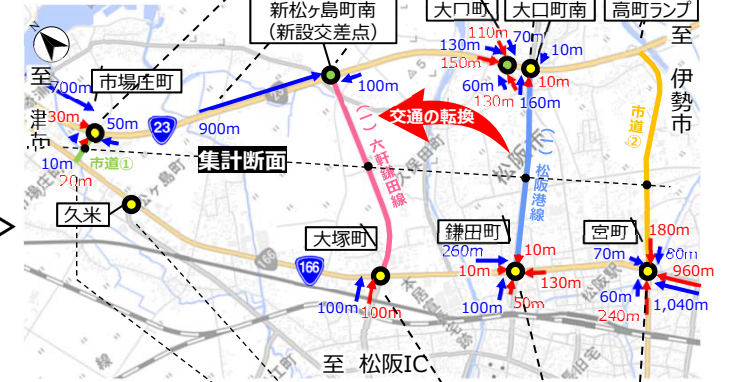 新松ヶ島町南
(新設交差点)
大口町
大口町南
高町ランプ
至
伊勢市
110m
70m
130m
10m
150m
60m
130m
10m
160m
至
津市
700m
市場庄町
30m
50m
10m
20m
市道①
23
900m
100m
交通の転換
集計断面
(一)六軒鎌田線
(一)松阪港線
市道②
久米
166
166
大塚町
100m
100m
鎌田町
260m
10m
10m
130m
100m
50m
宮町
180m
70m
80m
960m
60m
240m
1,040m
至 松阪IC